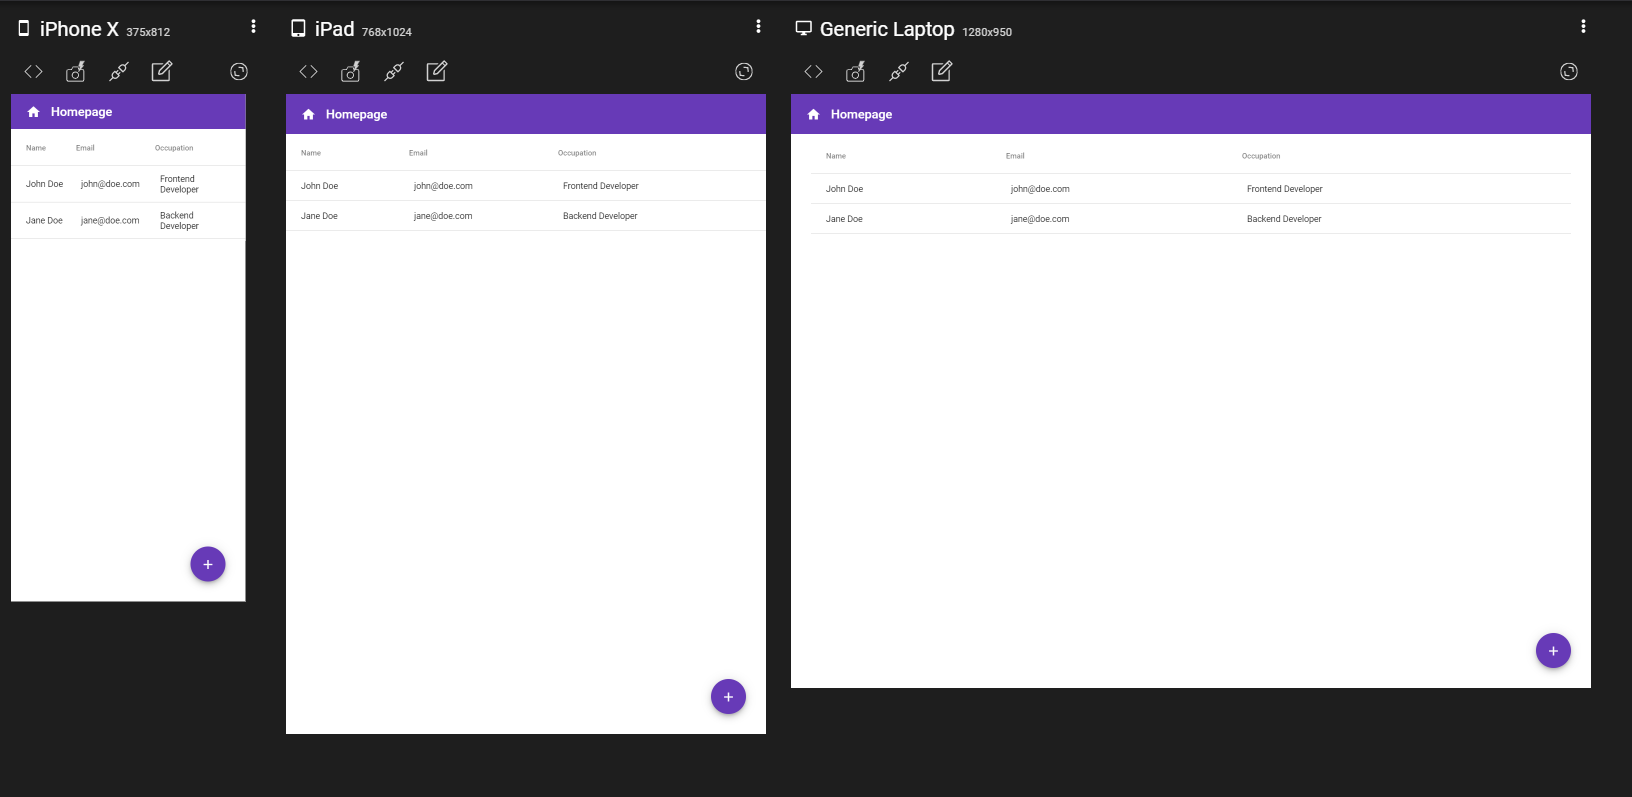 iPhone X 375x812
Homepage
Name Email Occupation
John Doe john@doe.com Frontend
Developer
Jane Doe jane@doe.com Backend
Developer
+
iPad 768x1024
Homepage
Name Email Occupation
John Doe john@doe.com Frontend Developer
Jane Doe jane@doe.com Backend Developer
+
Generic Laptop 1280x950
Homepage
Name Email Occupation
John Doe john@doe.com Frontend Developer
Jane Doe jane@doe.com Backend Developer
+